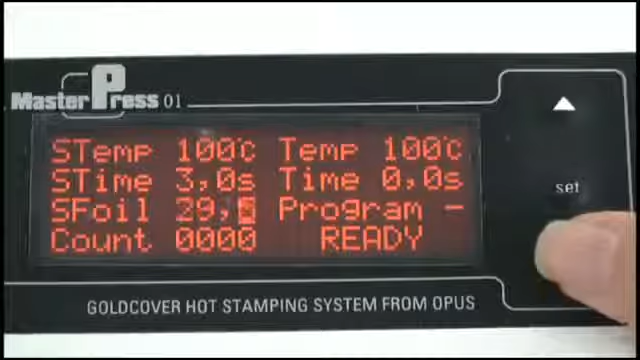 MasterPress 01
STemp 100°C Temp 100°C
STime 3,0s Time 0,0s
SFoil 29, Program -
Count 0000 READY
set
GOLDCOVER HOT STAMPING SYSTEM FROM OPUS